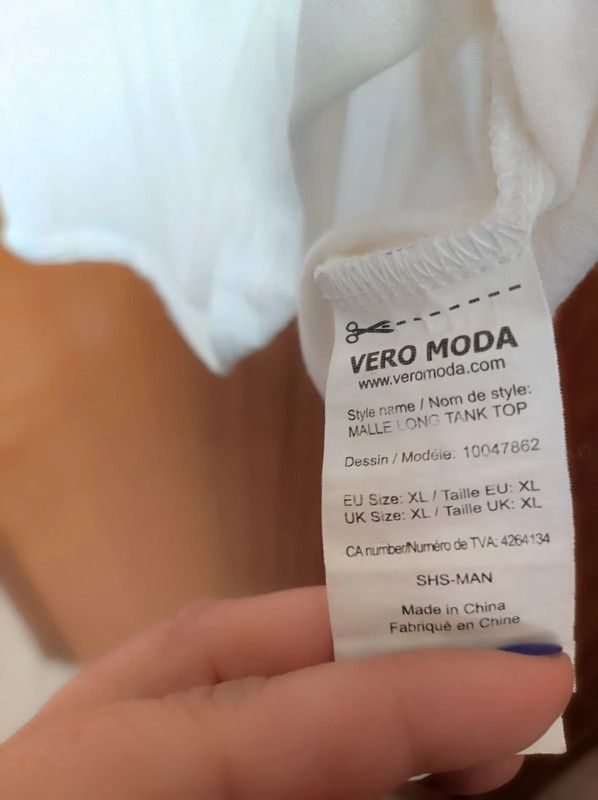 VERO MODA
www.veromoda.com
Style name / Nom de style:
MALLE LONG TANK TOP
Dessin / Modéle: 10047862
EU Size: XL / Taille EU: XL
UK Size: XL / Taille UK: XL
CA number/Numéro de TVA: 4264134
SHS-MAN
Made in China
Fabriqué en Chine